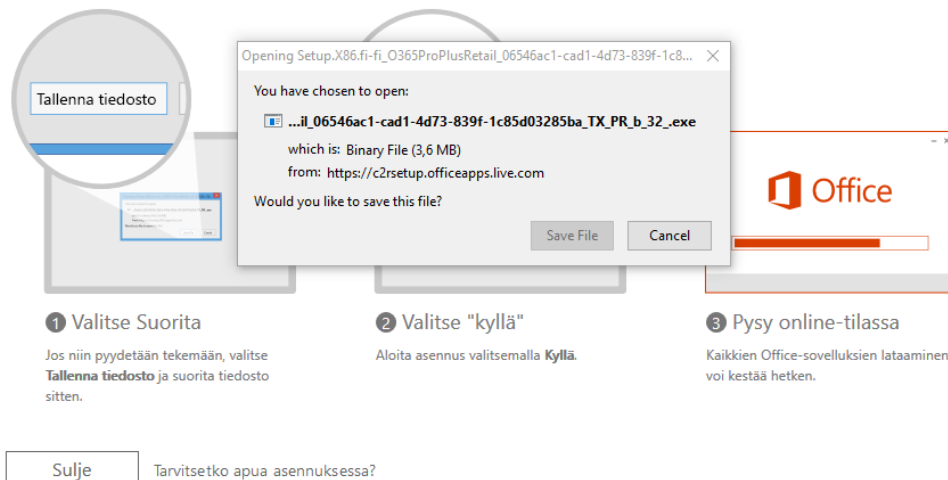 Tallenna tiedosto
Opening Setup.X86.fi-fi_O365ProPlusRetail_06546ac1-cad1-4d73-839f-1c8...
You have chosen to open:
...il_06546ac1-cad1-4d73-839f-1c85d03285ba_TX_PR_b_32_.exe
which is: Binary File (3,6 MB)
from: https://c2rsetup.officeapps.live.com
Would you like to save this file?
Save File Cancel
Office
1 Valitse Suorita
Jos niin pyydetään tekemään, valitse
Tallenna tiedosto ja suorita tiedosto
sitten.
2 Valitse "kyllä"
Aloita asennus valitsemalla Kyllä.
3 Pysy online-tilassa
Kaikkien Office-sovelluksien lataaminen
voi kestää hetken.
Sulje Tarvitsetko apua asennuksessa?